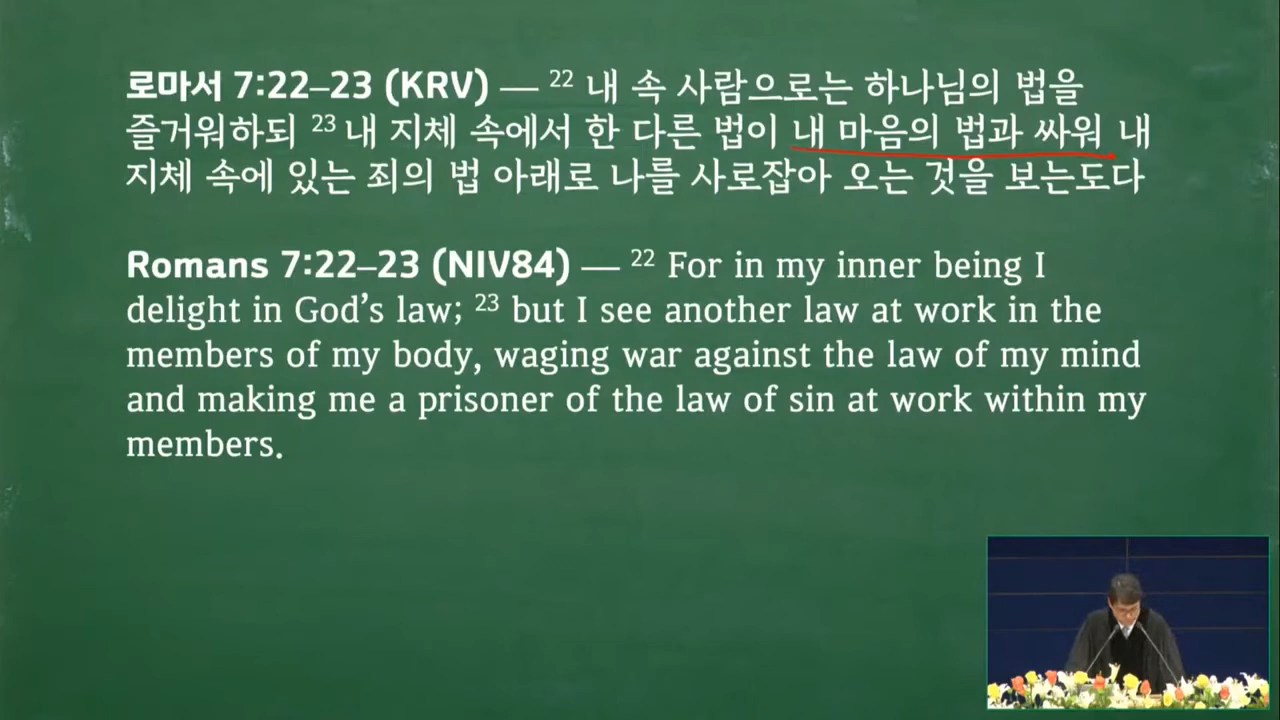 로마서 7:22–23 (KRV) — 22 내 속 사람으로는 하나님의 법을
즐거워하되 23 내 지체 속에서 한 다른 법이 내 마음의 법과 싸워 내
지체 속에 있는 죄의 법 아래로 나를 사로잡아 오는 것을 보는도다
Romans 7:22–23 (NIV84) — 22 For in my inner being I
delight in God’s law; 23 but I see another law at work in the
members of my body, waging war against the law of my mind
and making me a prisoner of the law of sin at work within my
members.